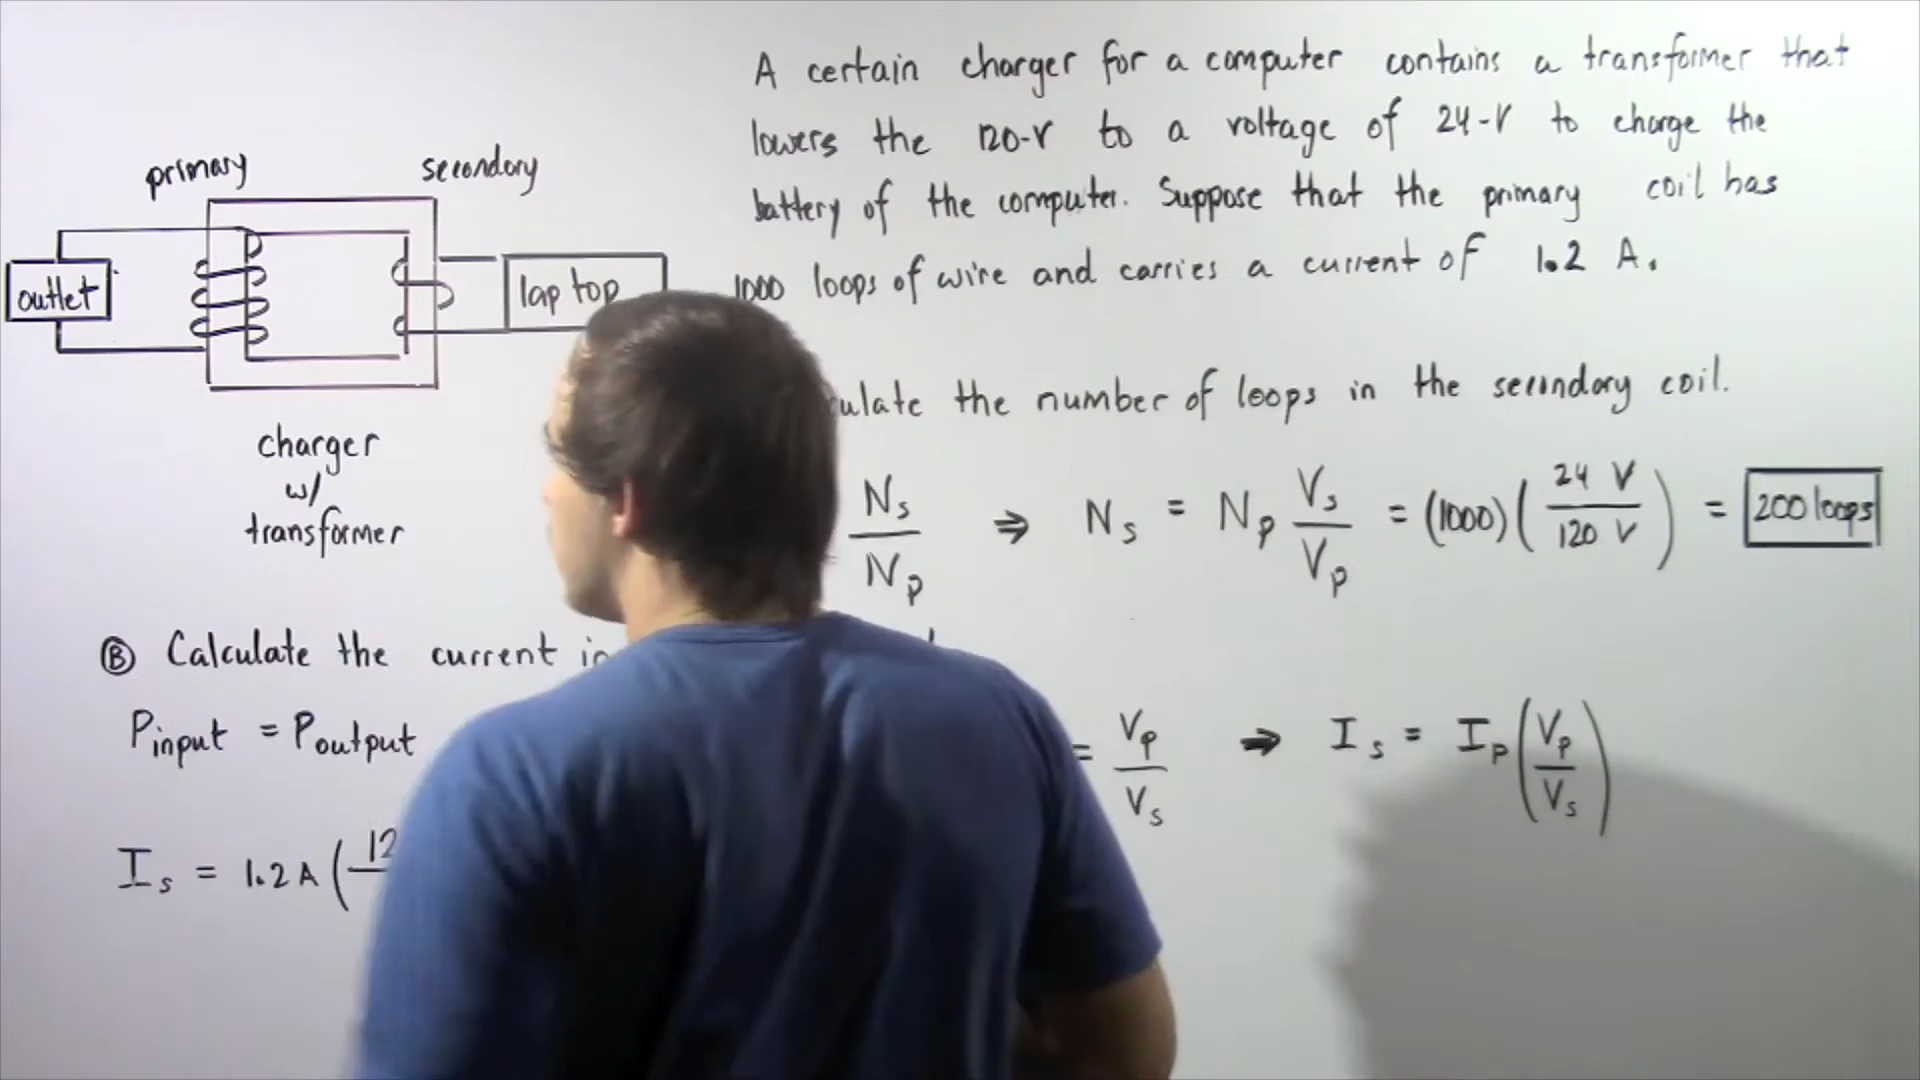 A certain charger for a computer contains a transformer that
lowers the 120-V to a voltage of 24-V to charge the
battery of the computer. Suppose that the primary coil has
1000 loops of wire and carries a current of 1.2 A.
primary
secondary
outlet
lap top
charger
w/
transformer
culate the number of loops in the secondary coil.
Ns/Np ⇒ Ns = Np Vs/Vp = (1000)(24 V/120 V) = 200 loops
Ⓑ Calculate the current in
Pinput = Poutput
= Vp/Vs ⇒ Is = Ip(Vp/Vs)
Is = 1.2 A (12